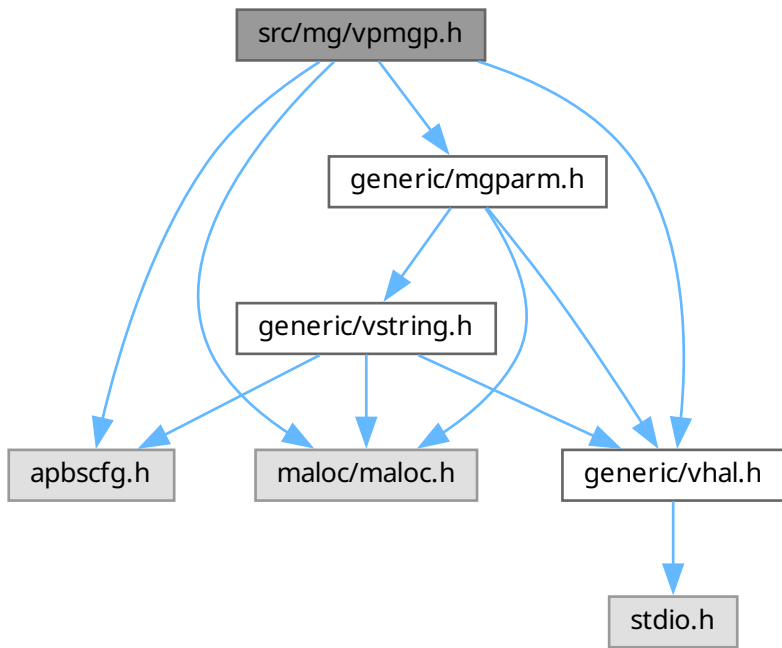 src/mg/vpmgp.h
generic/mgparm.h
generic/vstring.h
apbscfg.h
maloc/maloc.h
generic/vhal.h
stdio.h